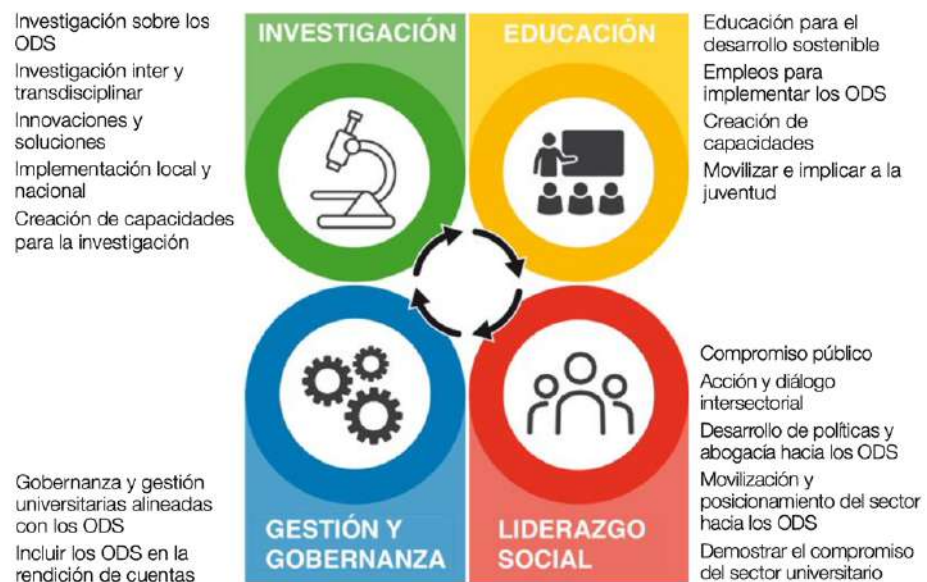 Investigación sobre los
ODS
Investigación inter y
transdisciplinar
Innovaciones y
soluciones
Implementación local y
nacional
Creación de capacidades
para la investigación
INVESTIGACIÓN
EDUCACIÓN
Educación para el
desarrollo sostenible
Empleos para
implementar los ODS
Creación de
capacidades
Movilizar e implicar a la
juventud
Gobernanza y gestión
universitarias alineadas
con los ODS
Incluir los ODS en la
rendición de cuentas
GESTIÓN Y
GOBERNANZA
LIDERAZGO
SOCIAL
Compromiso público
Acción y diálogo
intersectorial
Desarrollo de políticas y
abogacía hacia los ODS
Movilización y
posicionamiento del sector
hacia los ODS
Demostrar el compromiso
del sector universitario